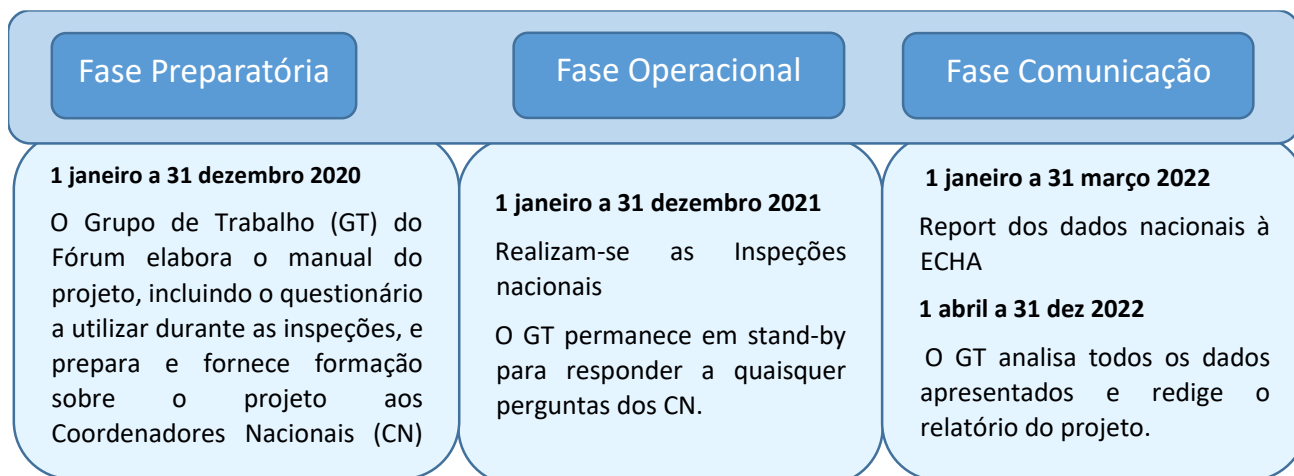 Fase Preparatória
Fase Operacional
Fase Comunicação
1 janeiro a 31 dezembro 2020
O Grupo de Trabalho (GT) do
Fórum elabora o manual do
projeto, incluindo o questionário
a utilizar durante as inspeções, e
prepara e fornece formação
sobre o projeto aos
Coordenadores Nacionais (CN)
1 janeiro a 31 dezembro 2021
Realizam-se as Inspeções
nacionais
O GT permanece em stand-by
para responder a quaisquer
perguntas dos CN.
1 janeiro a 31 março 2022
Report dos dados nacionais à
ECHA
1 abril a 31 dez 2022
O GT analisa todos os dados
apresentados e redige o
relatório do projeto.